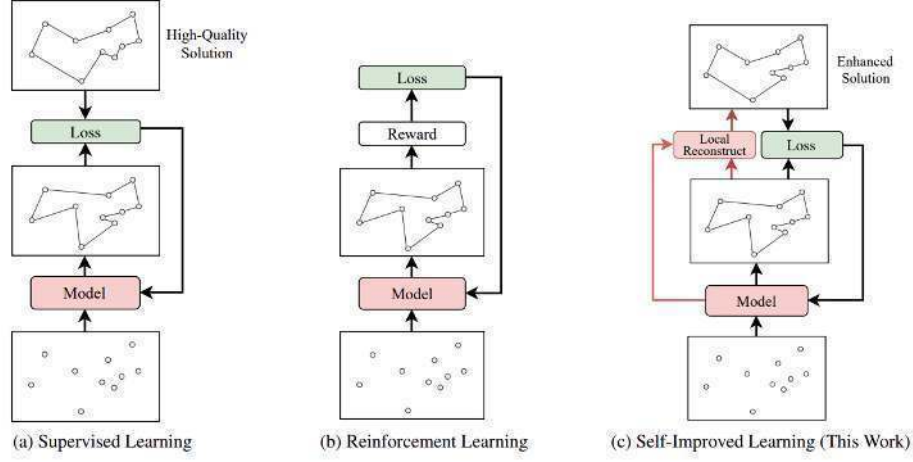 High-Quality
Solution
Loss
Model
(a) Supervised Learning
Loss
Reward
Model
(b) Reinforcement Learning
Enhanced
Solution
Local
Reconstruct
Loss
Model
(c) Self-Improved Learning (This Work)